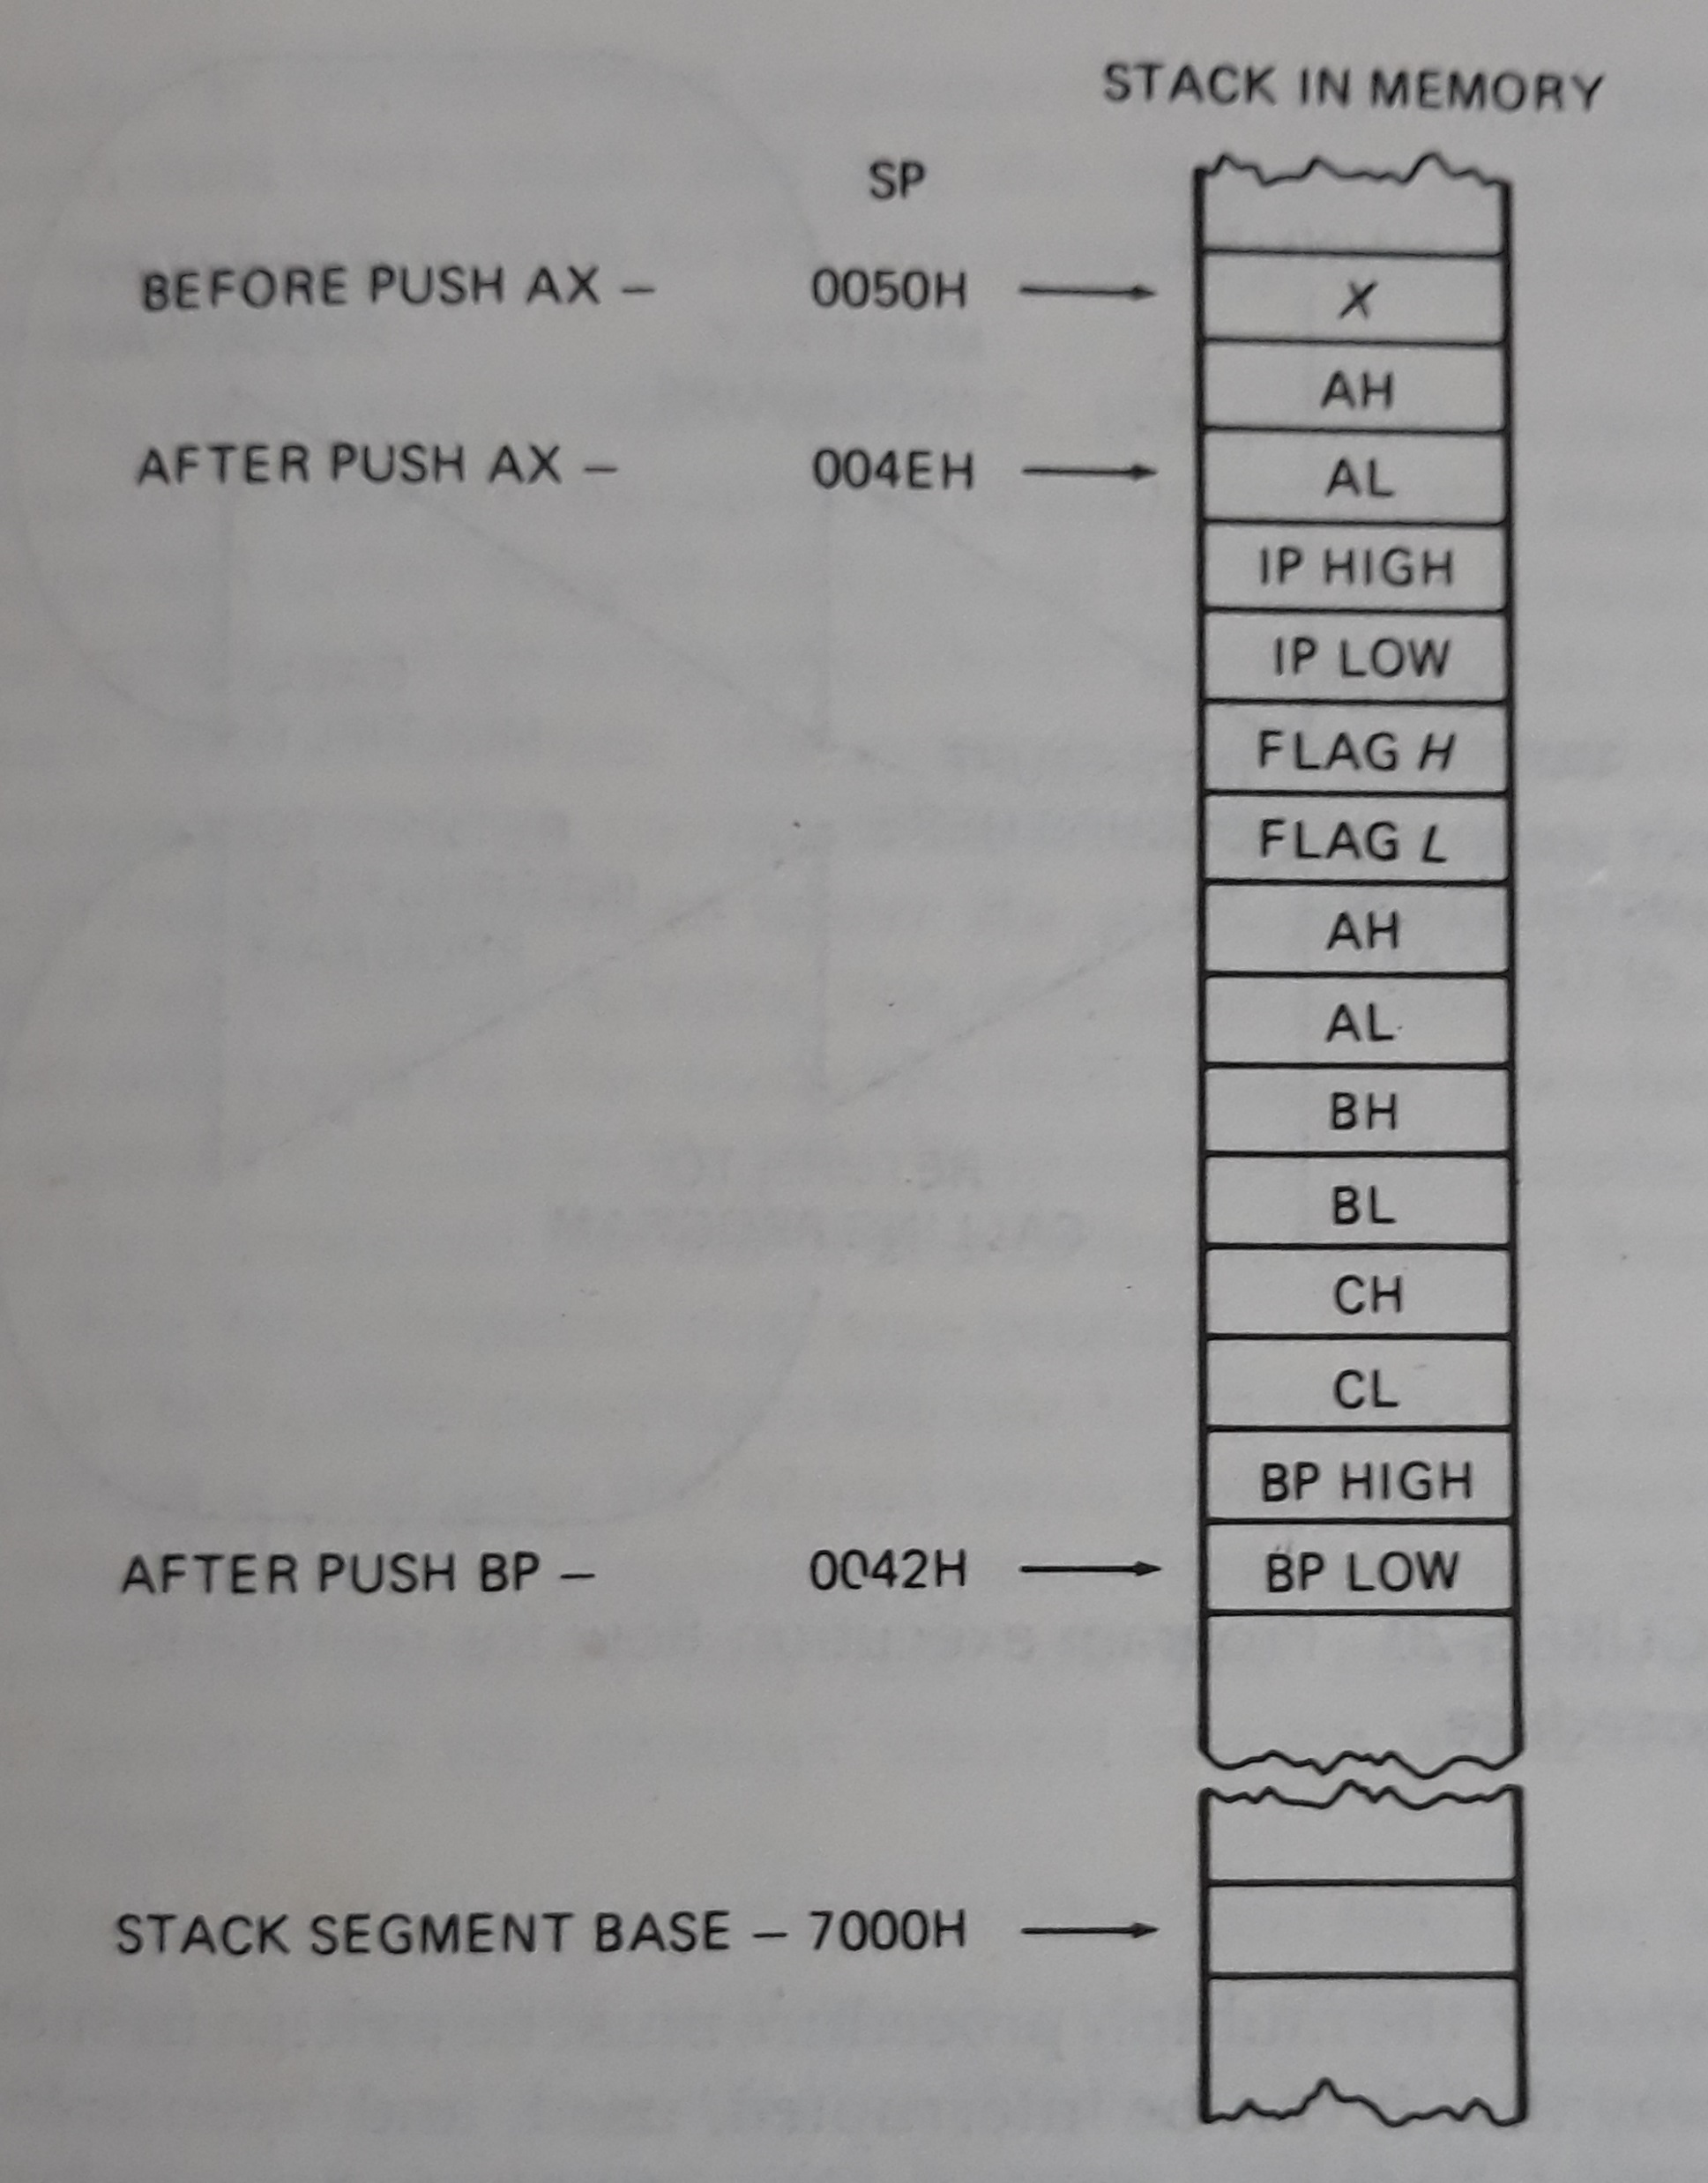 STACK IN MEMORY
SP
BEFORE PUSH AX – 0050H X
AH
AFTER PUSH AX – 004EH AL
IP HIGH
IP LOW
FLAG H
FLAG L
AH
AL
BH
BL
CH
CL
BP HIGH
AFTER PUSH BP – 0042H BP LOW
STACK SEGMENT BASE – 7000H